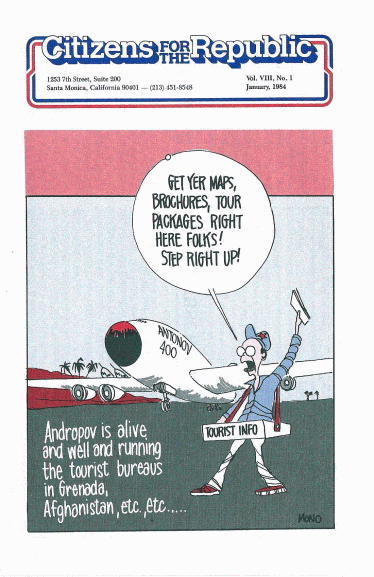 Citizens FOR THE Republic
1253 7th Street, Suite 200
Santa Monica, California 90401 — (213) 451-8548
Vol. VIII, No. 1
January, 1984
GET YER MAPS,
BROCHURES, TOUR
PACKAGES RIGHT
HERE FOLKS!
STEP RIGHT UP!
ANTONOV
400
TOURIST INFO
Andropov is alive
and well and running
the tourist bureaus
in Grenada,
Afghanistan, etc. etc.....
MONO